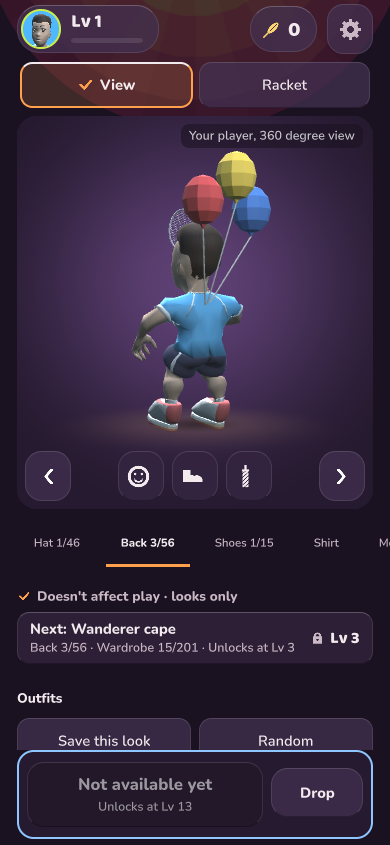 Lv 1
0
View
Racket
Your player, 360 degree view
Hat 1/46
Back 3/56
Shoes 1/15
Shirt
Doesn't affect play · looks only
Next: Wanderer cape
Back 3/56 · Wardrobe 15/201 · Unlocks at Lv 3
Lv 3
Outfits
Save this look
Random
Not available yet
Unlocks at Lv 13
Drop